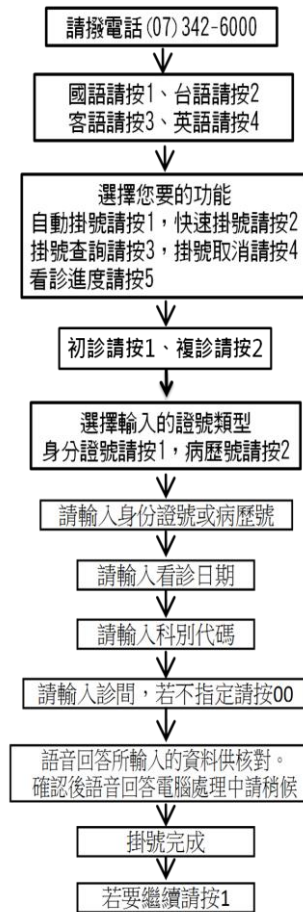 請撥電話(07)342-6000
國語請按1、台語請按2
客語請按3、英語請按4
選擇您要的功能
自動掛號請按1，快速掛號請按2
掛號查詢請按3，掛號取消請按4
看診進度請按5
初診請按1、複診請按2
選擇輸入的證號類型
身分證號請按1，病歷號請按2
請輸入身份證號或病歷號
請輸入看診日期
請輸入科別代碼
請輸入診間，若不指定請按00
語音回答所輸入的資料供核對。
確認後語音回答電腦處理中請稍候
掛號完成
若要繼續請按1